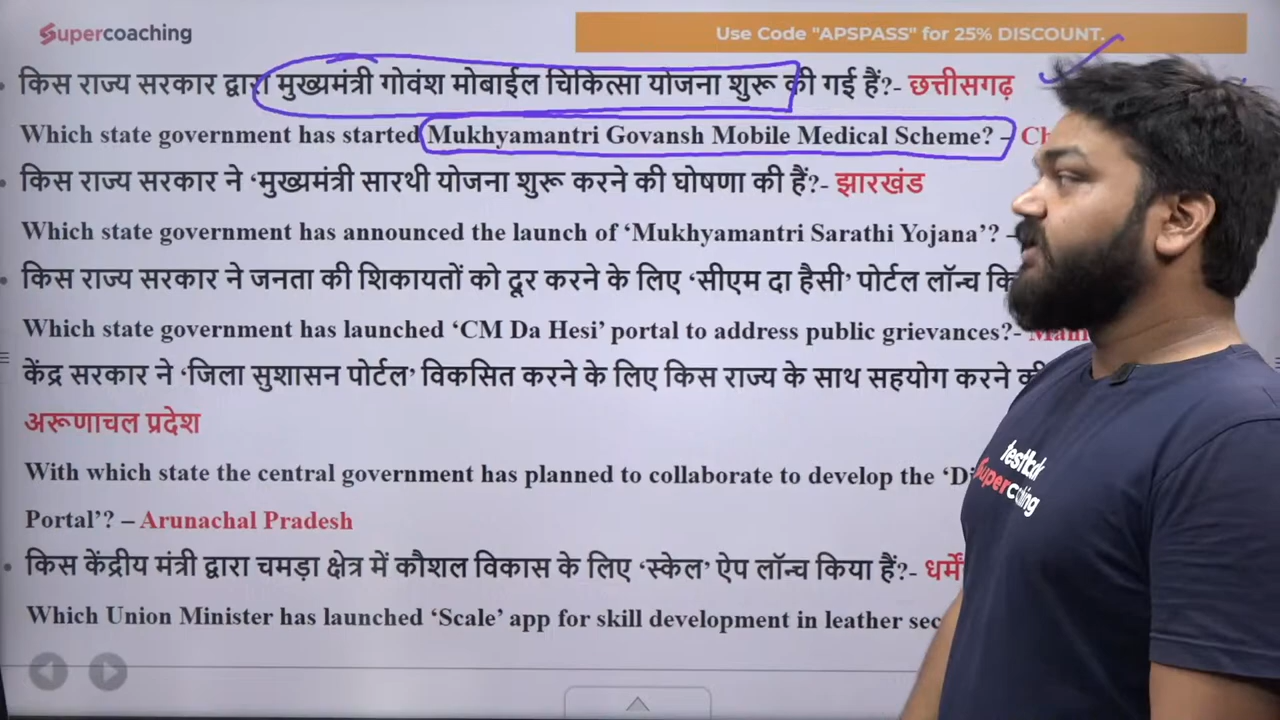 Supercoaching
Use Code "APSPASS" for 25% DISCOUNT.
किस राज्य सरकार द्वारा मुख्यमंत्री गोवंश मोबाईल चिकित्सा योजना शुरू की गई हैं?- छत्तीसगढ़
Which state government has started Mukhyamantri Govansh Mobile Medical Scheme? –
किस राज्य सरकार ने ‘मुख्यमंत्री सारथी योजना शुरू करने की घोषणा की हैं?- झारखंड
Which state government has announced the launch of ‘Mukhyamantri Sarathi Yojana’? –
किस राज्य सरकार ने जनता की शिकायतों को दूर करने के लिए ‘सीएम दा हैसी’ पोर्टल लॉन्च
Which state government has launched ‘CM Da Hesi’ portal to address public grievances?-
केंद्र सरकार ने ‘जिला सुशासन पोर्टल’ विकसित करने के लिए किस राज्य के साथ सहयोग करने
अरूणाचल प्रदेश
With which state the central government has planned to collaborate to develop the
Portal’? – Arunachal Pradesh
किस केंद्रीय मंत्री द्वारा चमड़ा क्षेत्र में कौशल विकास के लिए ‘स्केल’ ऐप लॉन्च किया हैं?-
Which Union Minister has launched ‘Scale’ app for skill development in leather
testbook
Supercoaching